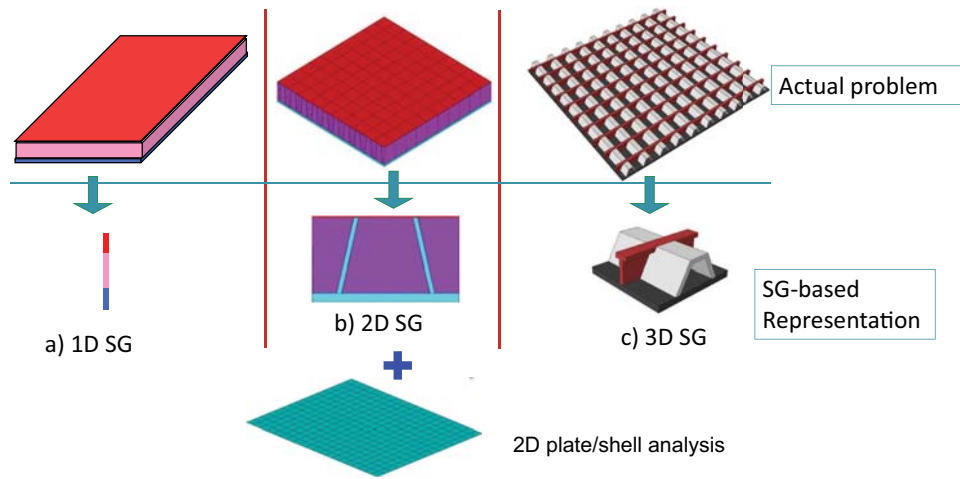 Actual problem
a) 1D SG
b) 2D SG
c) 3D SG
SG-based
Representation
2D plate/shell analysis